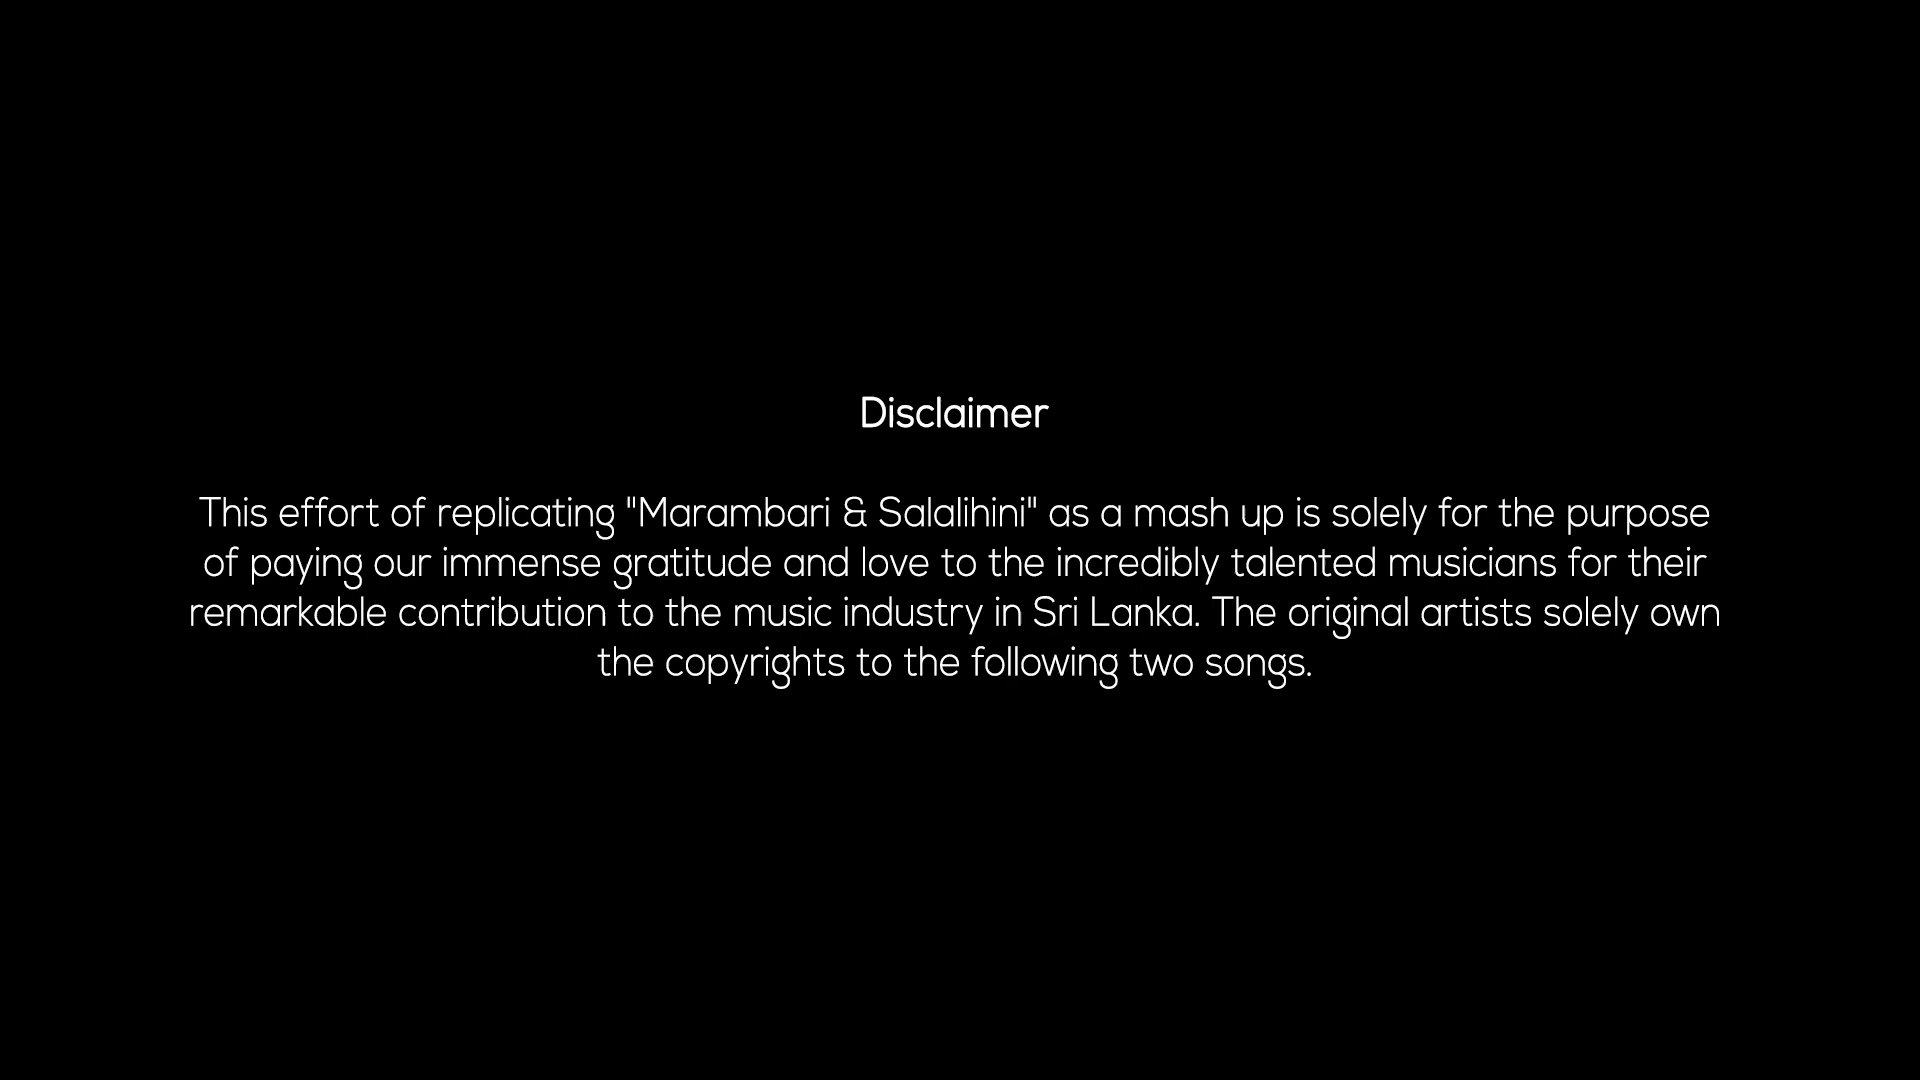 Disclaimer
This effort of replicating "Marambari & Salalihini" as a mash up is solely for the purpose
of paying our immense gratitude and love to the incredibly talented musicians for their
remarkable contribution to the music industry in Sri Lanka. The original artists solely own
the copyrights to the following two songs.